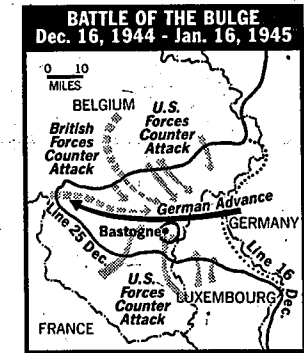 BATTLE OF THE BULGE
Dec. 16, 1944 - Jan. 16, 1945
0 10
MILES
BELGIUM
U.S.
Forces
Counter
Attack
British
Forces
Counter
Attack
German Advance
Bastogne
GERMANY
Line 25 Dec.
Line 16 Dec.
U.S.
Forces
Counter
Attack
LUXEMBOURG
FRANCE